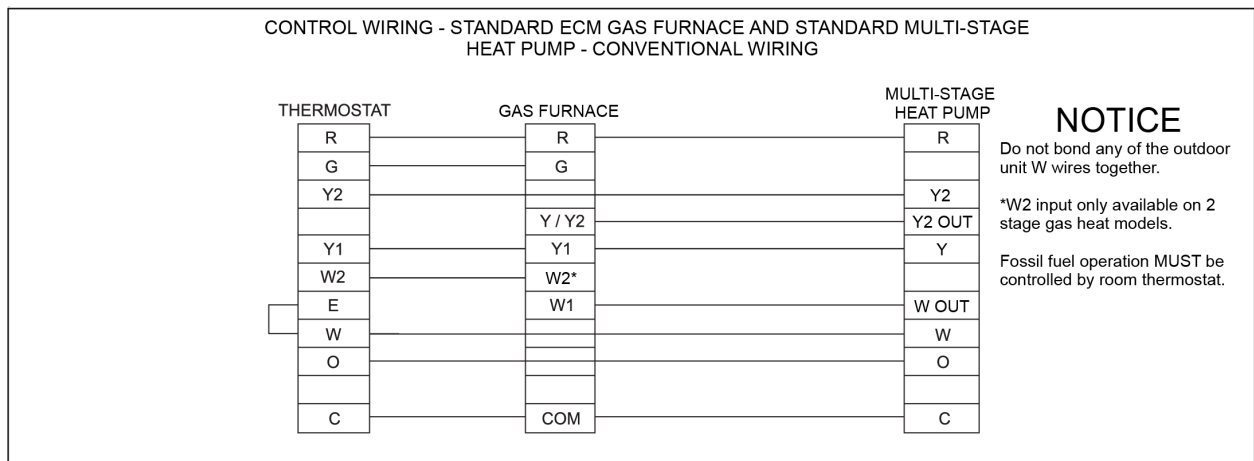 CONTROL WIRING - STANDARD ECM GAS FURNACE AND STANDARD MULTI-STAGE
HEAT PUMP - CONVENTIONAL WIRING
THERMOSTAT
R
G
Y2
Y1
W2
E
W
O
C
GAS FURNACE
R
G
Y / Y2
Y1
W2*
W1
COM
MULTI-STAGE
HEAT PUMP
R
Y2
Y2 OUT
Y
W OUT
W
O
C
NOTICE
Do not bond any of the outdoor
unit W wires together.
*W2 input only available on 2
stage gas heat models.
Fossil fuel operation MUST be
controlled by room thermostat.